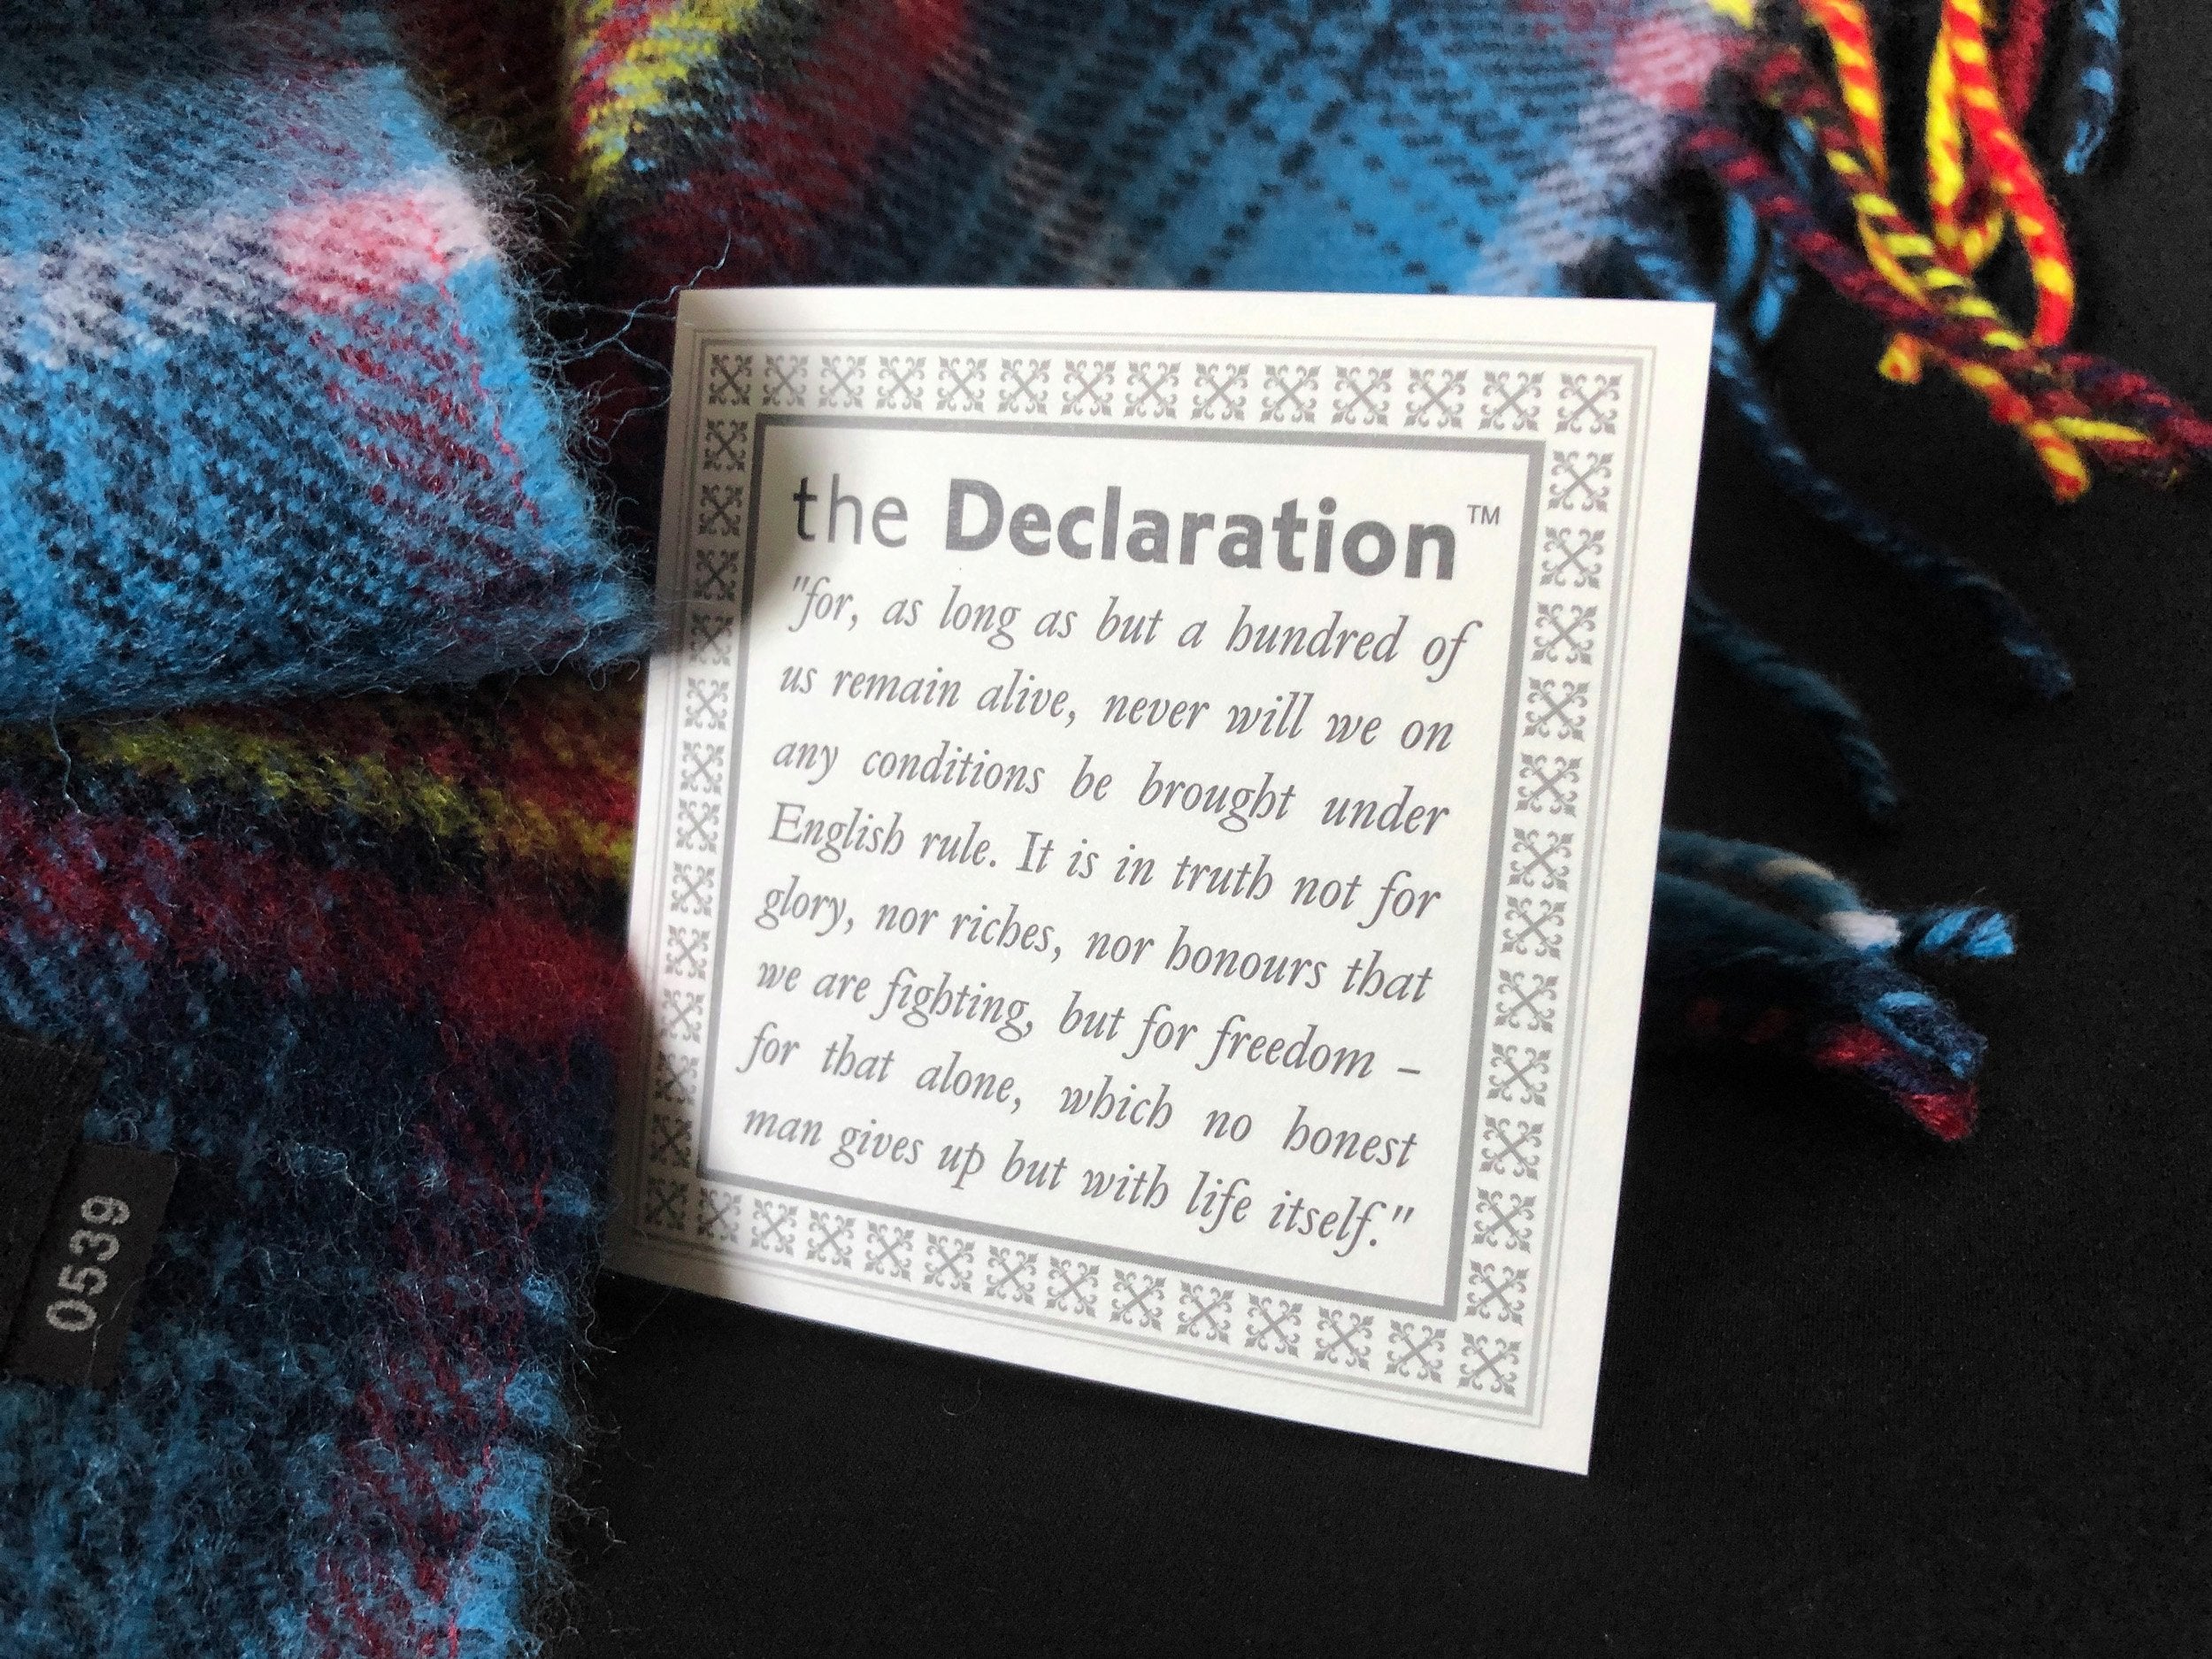 the Declaration™
"for, as long as but a hundred of
us remain alive, never will we on
any conditions be brought under
English rule. It is in truth not for
glory, nor riches, nor honours that
we are fighting, but for freedom –
for that alone, which no honest
man gives up but with life itself."
0539